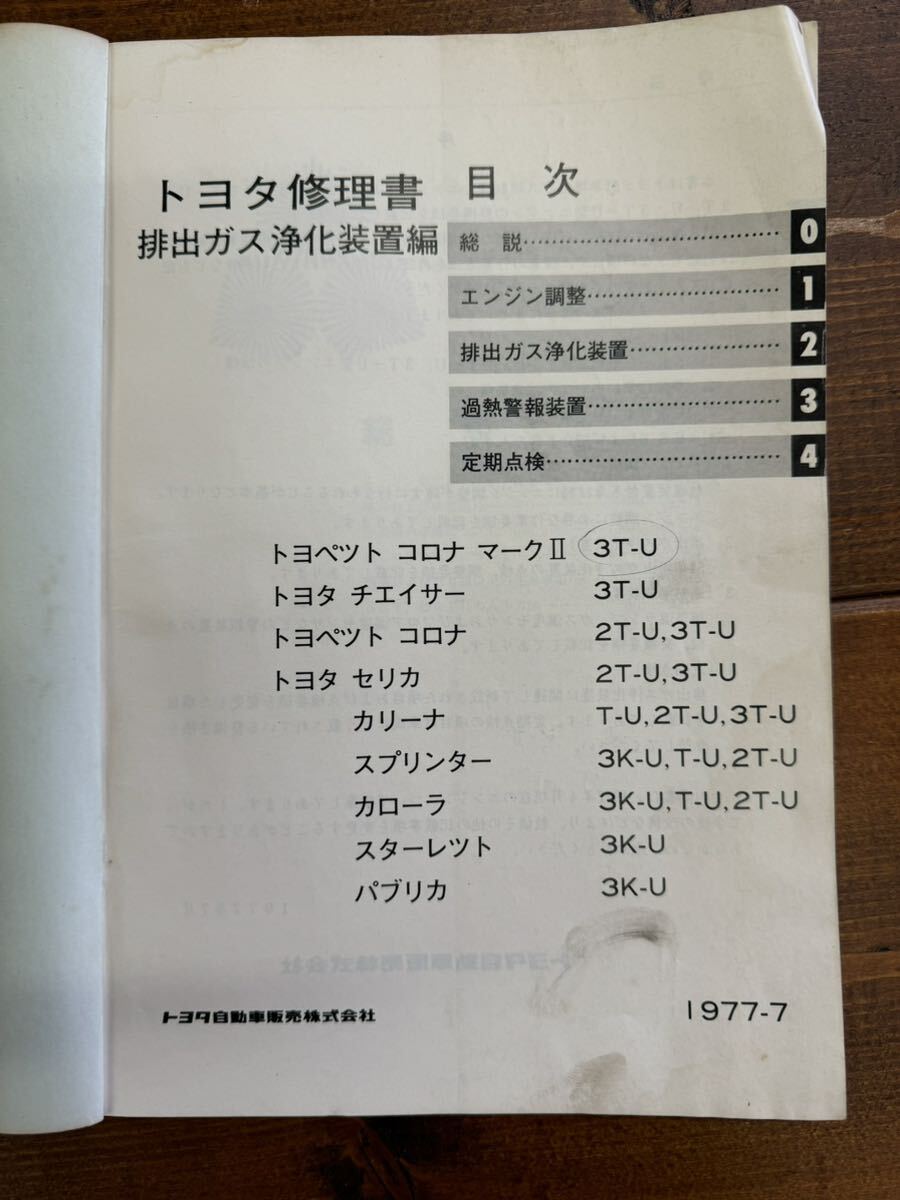 トヨタ修理書
排出ガス浄化装置編
目 次
総 説…………………………………… 0
エンジン調整…………………………… 1
排出ガス浄化装置……………………… 2
過熱警報装置…………………………… 3
定期点検………………………………… 4
トヨペツト コロナ マークⅡ 3T-U
トヨタ チエイサー 3T-U
トヨペツト コロナ 2T-U, 3T-U
トヨタ セリカ 2T-U, 3T-U
カリーナ T-U, 2T-U, 3T-U
スプリンター 3K-U, T-U, 2T-U
カローラ 3K-U, T-U, 2T-U
スターレツト 3K-U
パブリカ 3K-U
トヨタ自動車販売株式会社 1977-7